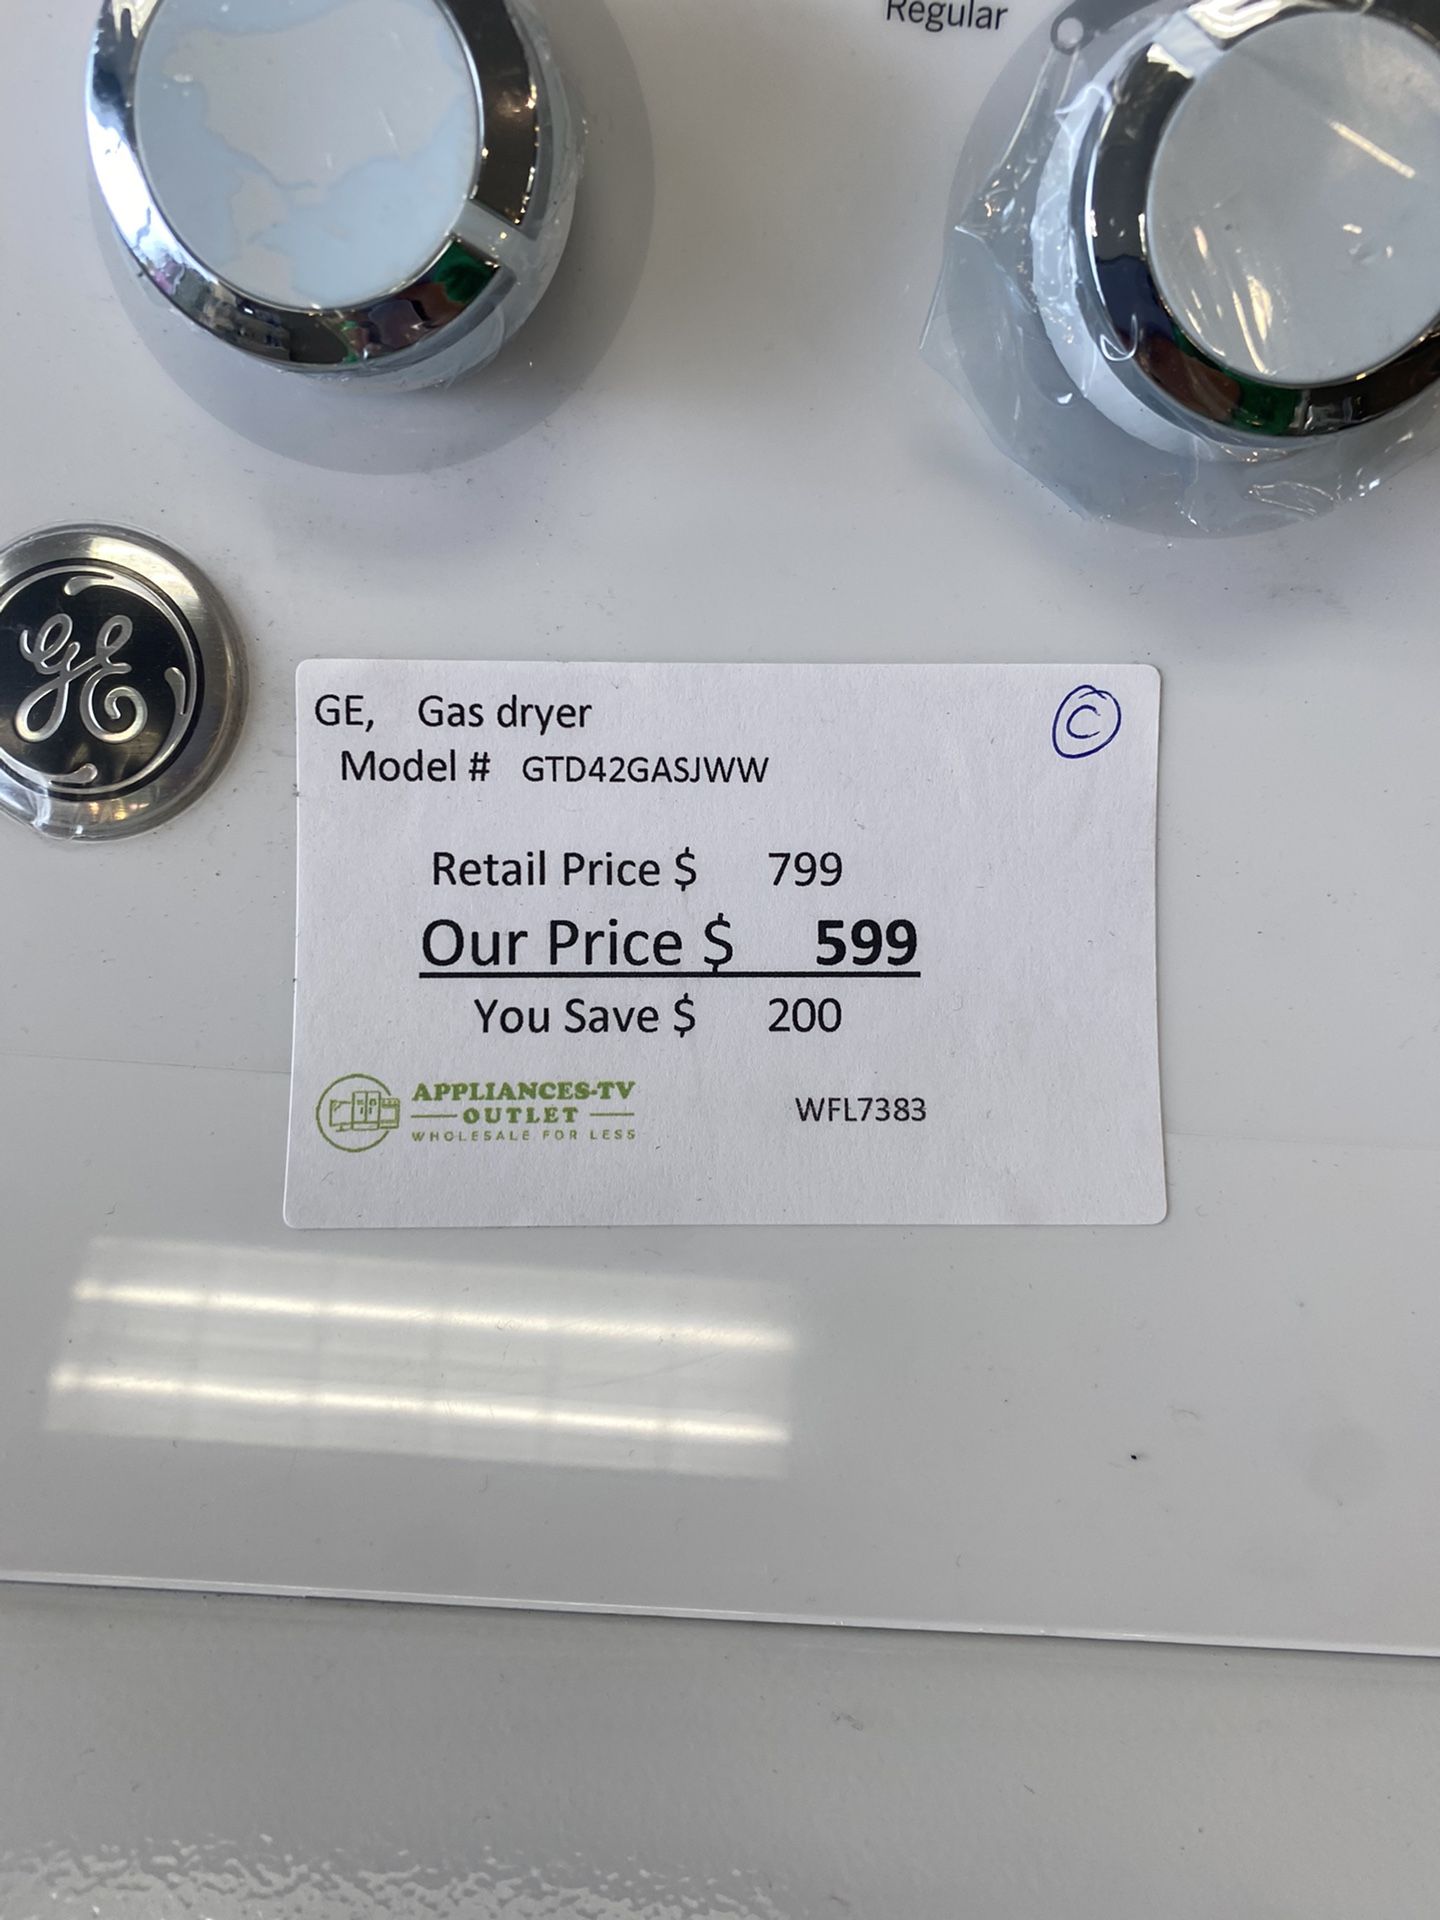 Regular
GE
GE, Gas dryer
C
Model # GTD42GASJWW
Retail Price $ 799
Our Price $ 599
You Save $ 200
APPLIANCES-TV
OUTLET
WHOLESALE FOR LESS
WFL7383